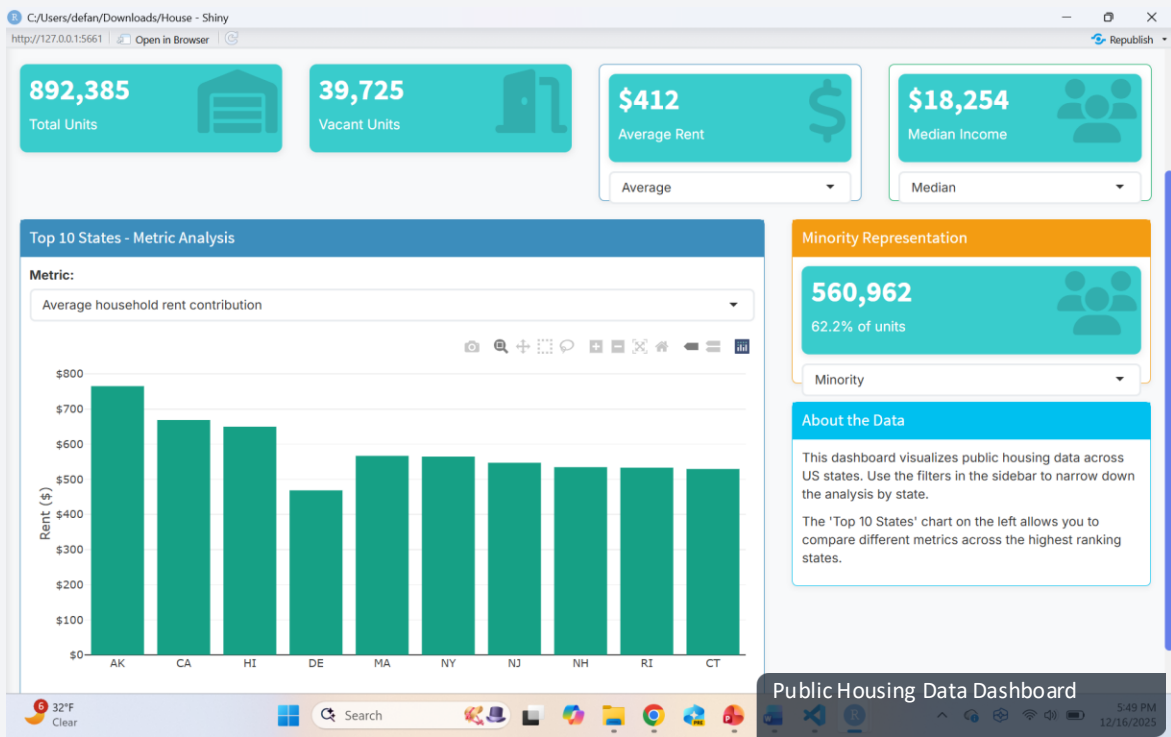 C:/Users/defan/Downloads/House - Shiny
http://127.0.0.1:5661 Open in Browser Republish
892,385
Total Units
39,725
Vacant Units
$412
Average Rent
Average
$18,254
Median Income
Median
Top 10 States - Metric Analysis
Metric:
Average household rent contribution
$800
$700
$600
$500
$400
$300
$200
$100
$0
Rent ($)
AK CA HI DE MA NY NJ NH RI CT
Minority Representation
560,962
62.2% of units
Minority
About the Data
This dashboard visualizes public housing data across
US states. Use the filters in the sidebar to narrow down
the analysis by state.
The 'Top 10 States' chart on the left allows you to
compare different metrics across the highest ranking
states.
Public Housing Data Dashboard
6
32°F
Clear
Search
5:49 PM
12/16/2025